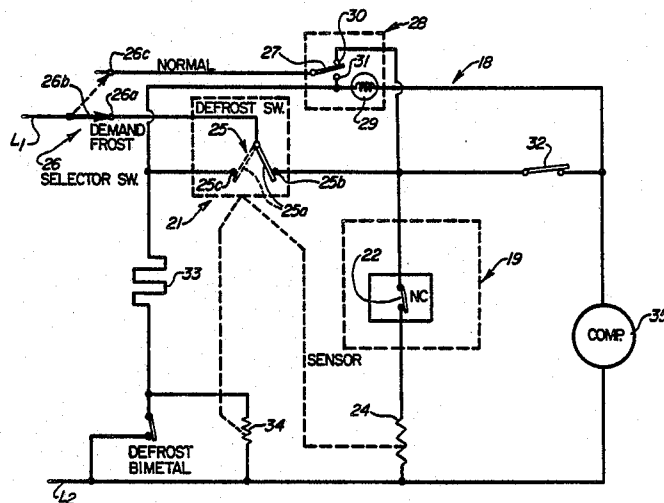 30
28
26c
27
NORMAL
31
18
26b
26a
DEFROST SW.
29
L1
DEMAND
FROST
25
26
SELECTOR SW.
32
25c
25b
25a
21
19
22
NC
33
SENSOR
COMP.
35
24
34
DEFROST
BIMETAL
L2